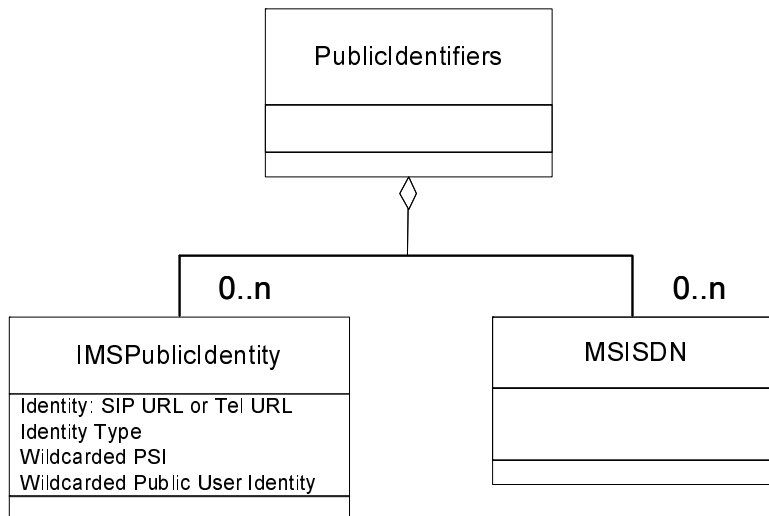 PublicIdentifiers
0..n
0..n
IMSPublicIdentity
MSISDN
Identity: SIP URL or Tel URL
Identity Type
Wildcarded PSI
Wildcarded Public User Identity